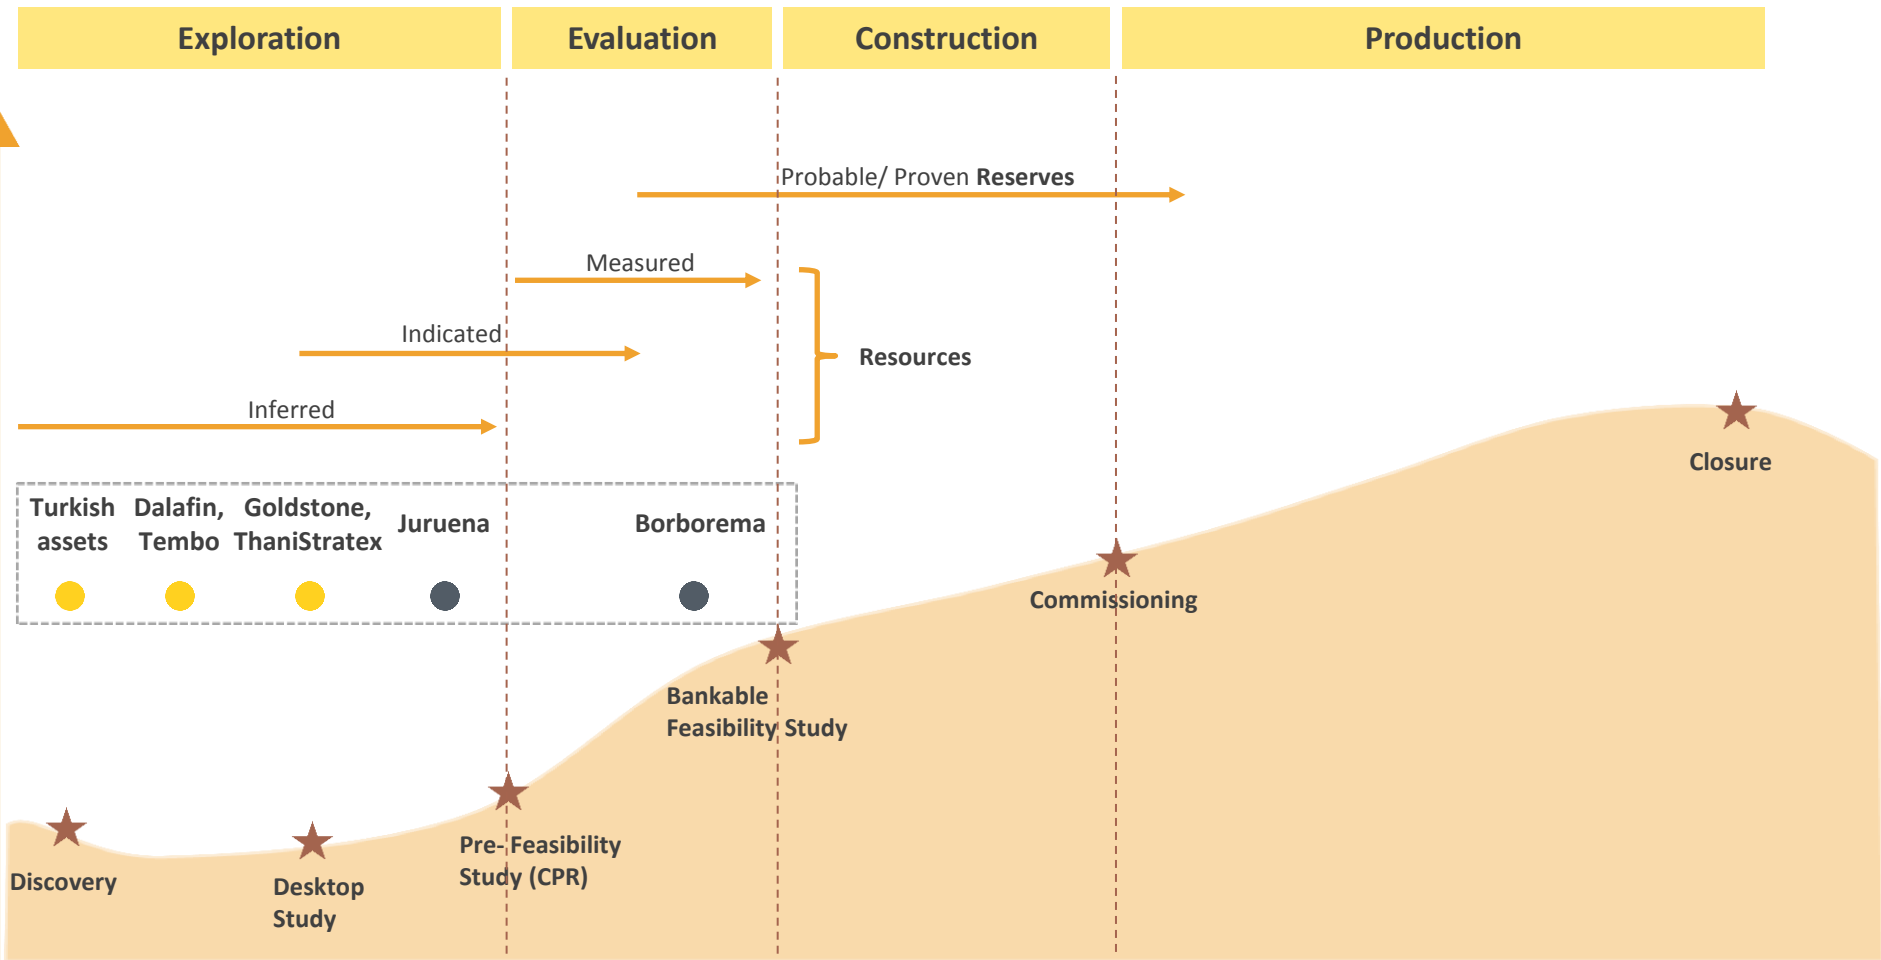 Exploration
Evaluation
Construction
Production
Probable/ Proven Reserves
Measured
Indicated
Resources
Inferred
Closure
Turkish
assets
Dalafin,
Tembo
Goldstone,
ThaniStratex
Juruena
Borborema
Commissioning
Bankable
Feasibility Study
Pre- Feasibility
Study (CPR)
Discovery
Desktop
Study